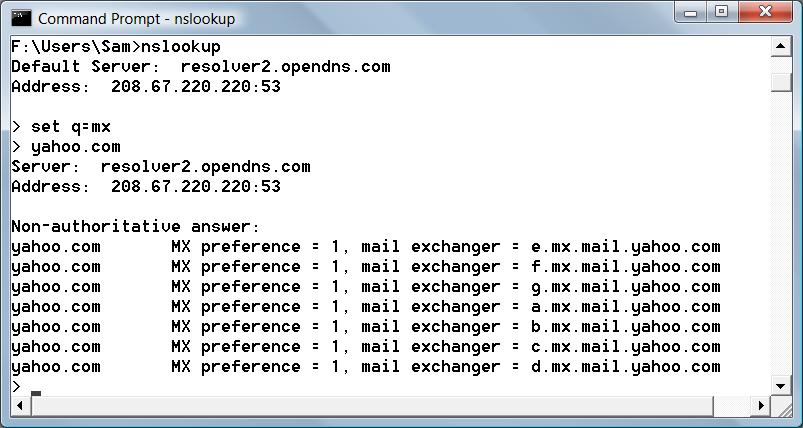 Command Prompt - nslookup
F:\Users\Sam>nslookup
Default Server:  resolver2.opendns.com
Address:  208.67.220.220:53
> set q=mx
> yahoo.com
Server:  resolver2.opendns.com
Address:  208.67.220.220:53
Non-authoritative answer:
yahoo.com       MX preference = 1, mail exchanger = e.mx.mail.yahoo.com
yahoo.com       MX preference = 1, mail exchanger = f.mx.mail.yahoo.com
yahoo.com       MX preference = 1, mail exchanger = g.mx.mail.yahoo.com
yahoo.com       MX preference = 1, mail exchanger = a.mx.mail.yahoo.com
yahoo.com       MX preference = 1, mail exchanger = b.mx.mail.yahoo.com
yahoo.com       MX preference = 1, mail exchanger = c.mx.mail.yahoo.com
yahoo.com       MX preference = 1, mail exchanger = d.mx.mail.yahoo.com
>